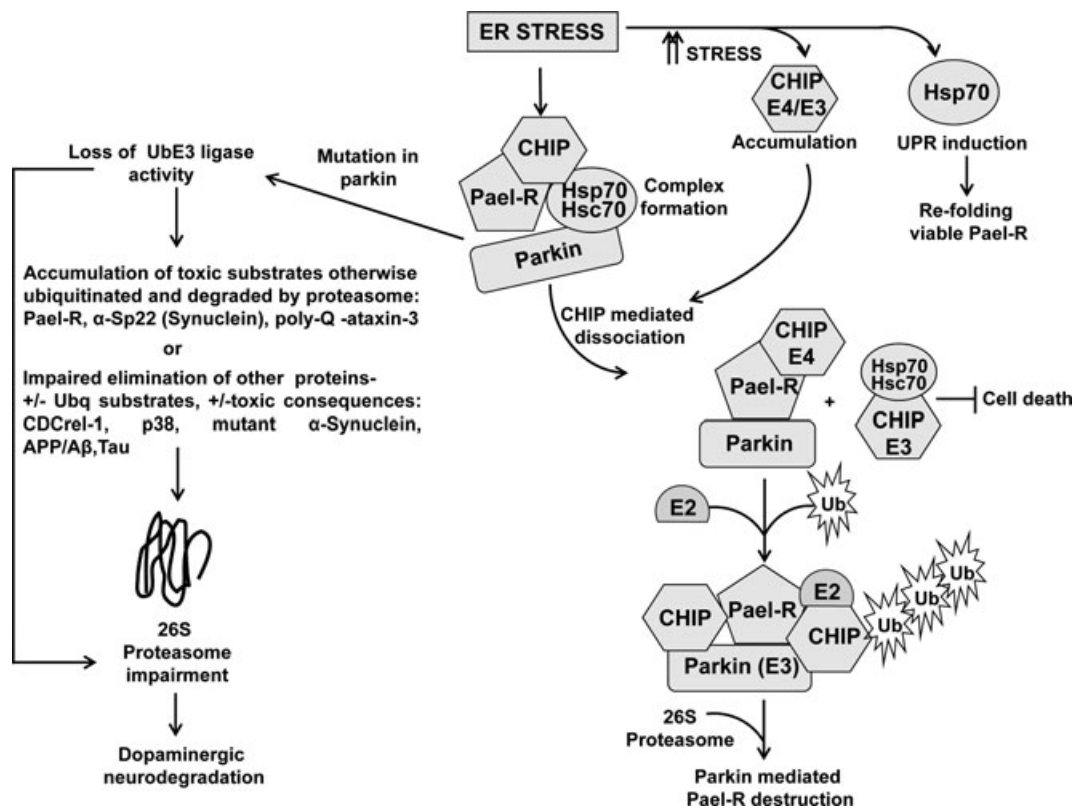 ER STRESS
STRESS
CHIP
E4/E3
Accumulation
Hsp70
UPR induction
Re-folding
viable Pael-R
CHIP
Pael-R
Hsp70
Hsc70
Parkin
Complex
formation
Mutation in
parkin
Loss of UbE3 ligase
activity
Accumulation of toxic substrates otherwise
ubiquitinated and degraded by proteasome:
Pael-R, α-Sp22 (Synuclein), poly-Q -ataxin-3
or
Impaired elimination of other proteins-
+/- Ubq substrates, +/-toxic consequences:
CDCrel-1, p38, mutant α-Synuclein,
APP/Aβ,Tau
26S
Proteasome
impairment
Dopaminergic
neurodegradation
CHIP mediated
dissociation
CHIP
E4
Pael-R
Parkin
+
Hsp70
Hsc70
CHIP
E3
Cell death
E2
Ub
CHIP
Pael-R
E2
CHIP
Ub
Ub
Ub
Parkin (E3)
26S
Proteasome
Parkin mediated
Pael-R destruction